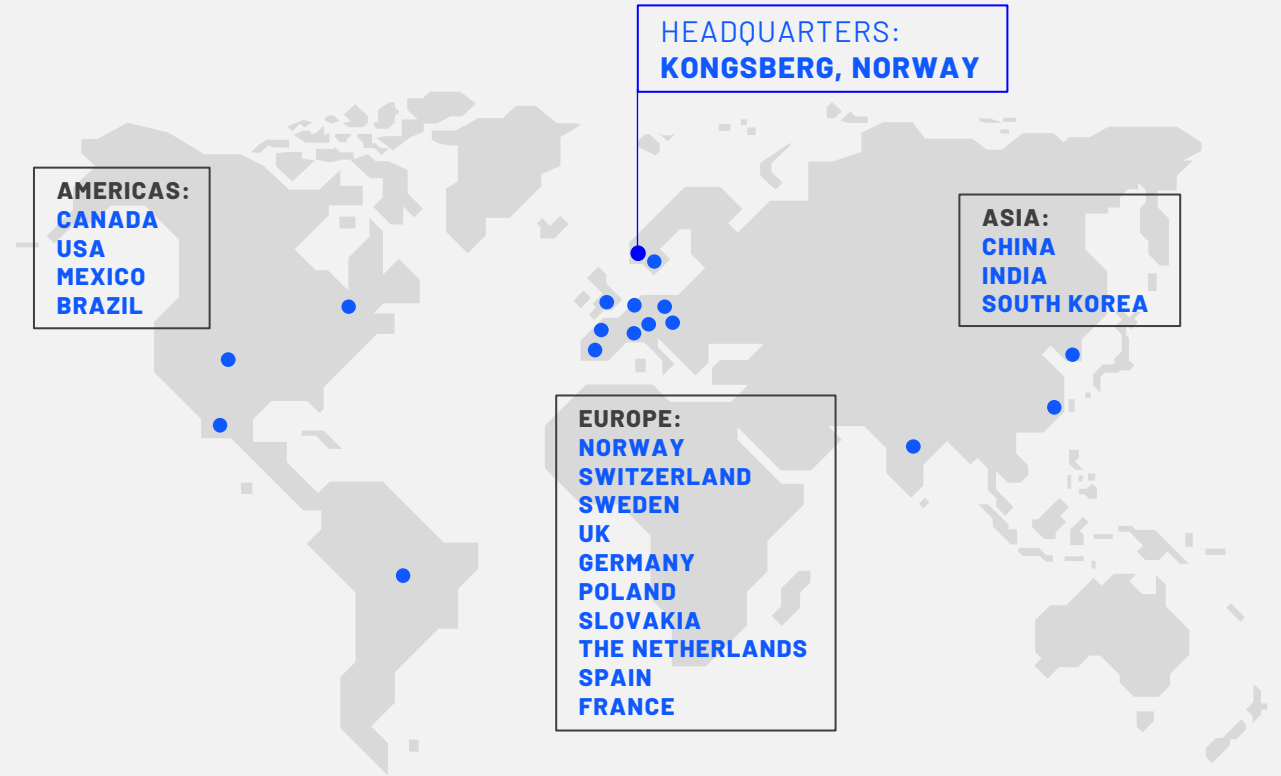 HEADQUARTERS:
KONGSBERG, NORWAY
AMERICAS:
CANADA
USA
MEXICO
BRAZIL
ASIA:
CHINA
INDIA
SOUTH KOREA
EUROPE:
NORWAY
SWITZERLAND
SWEDEN
UK
GERMANY
POLAND
SLOVAKIA
THE NETHERLANDS
SPAIN
FRANCE